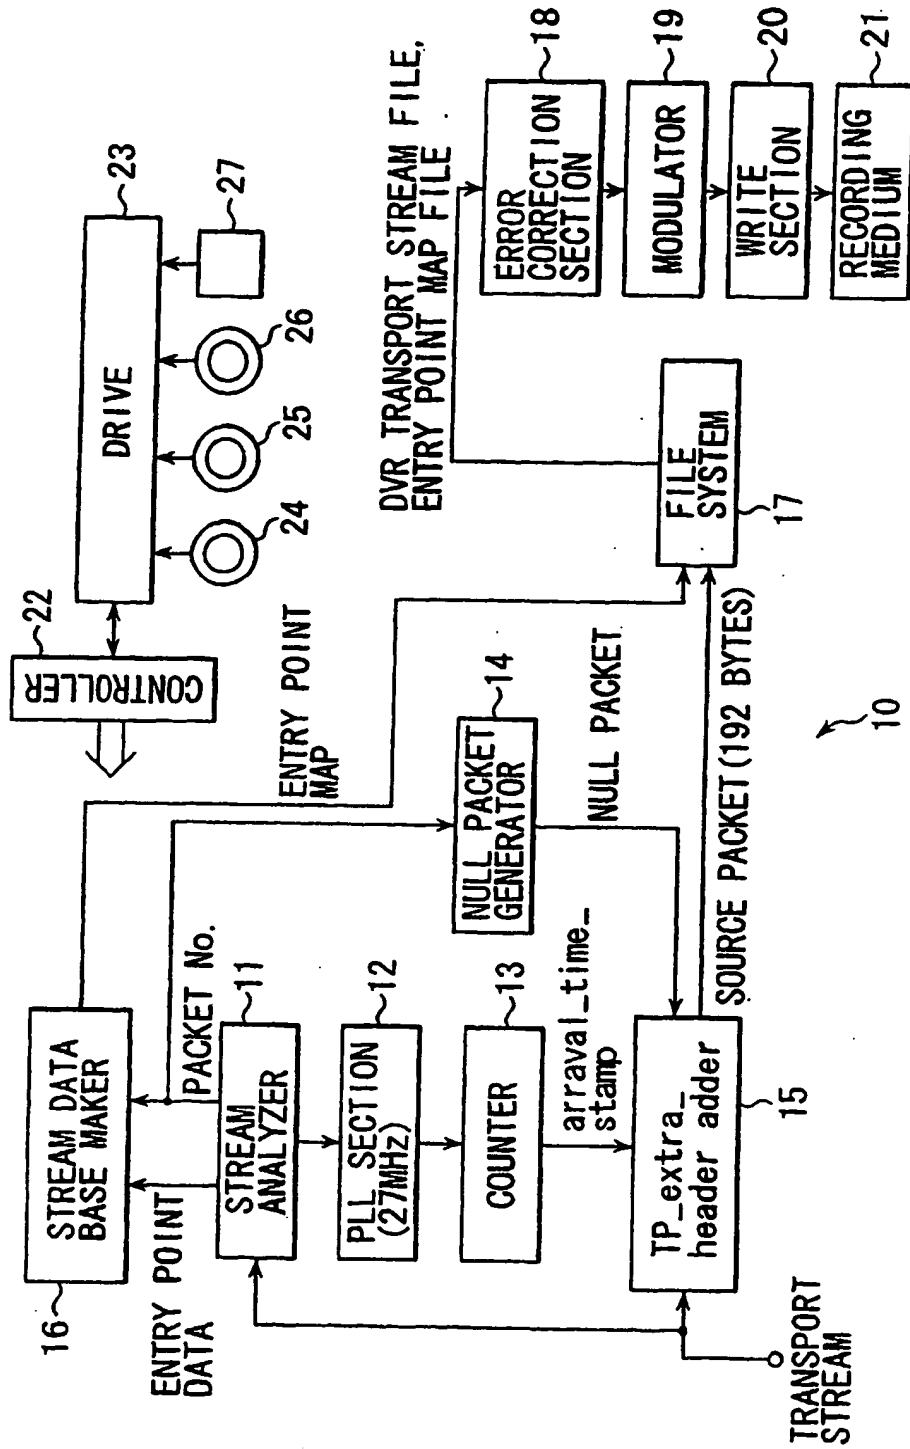 22
CONTROLLER
23
DRIVE
24
25
26
27
16
STREAM DATA
BASE MAKER
ENTRY POINT
MAP
ENTRY POINT
DATA
PACKET No.
11
STREAM
ANALYZER
12
PLL SECTION
(27MHz)
13
COUNTER
14
NULL PACKET
GENERATOR
NULL PACKET
arraval_time_
stamp
TP_extra_
header adder
15
TRANSPORT
STREAM
SOURCE PACKET(192 BYTES)
10
FILE
SYSTEM
17
DVR TRANSPORT STREAM FILE,
ENTRY POINT MAP FILE
18
ERROR
CORRECTION
SECTION
19
MODULATOR
20
WRITE
SECTION
21
RECORDING
MEDIUM